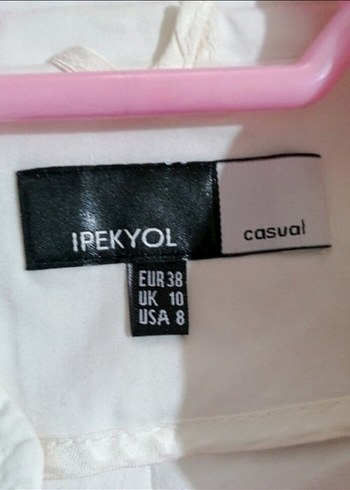 IPEKYOL
casual
EUR 38
UK 10
USA 8